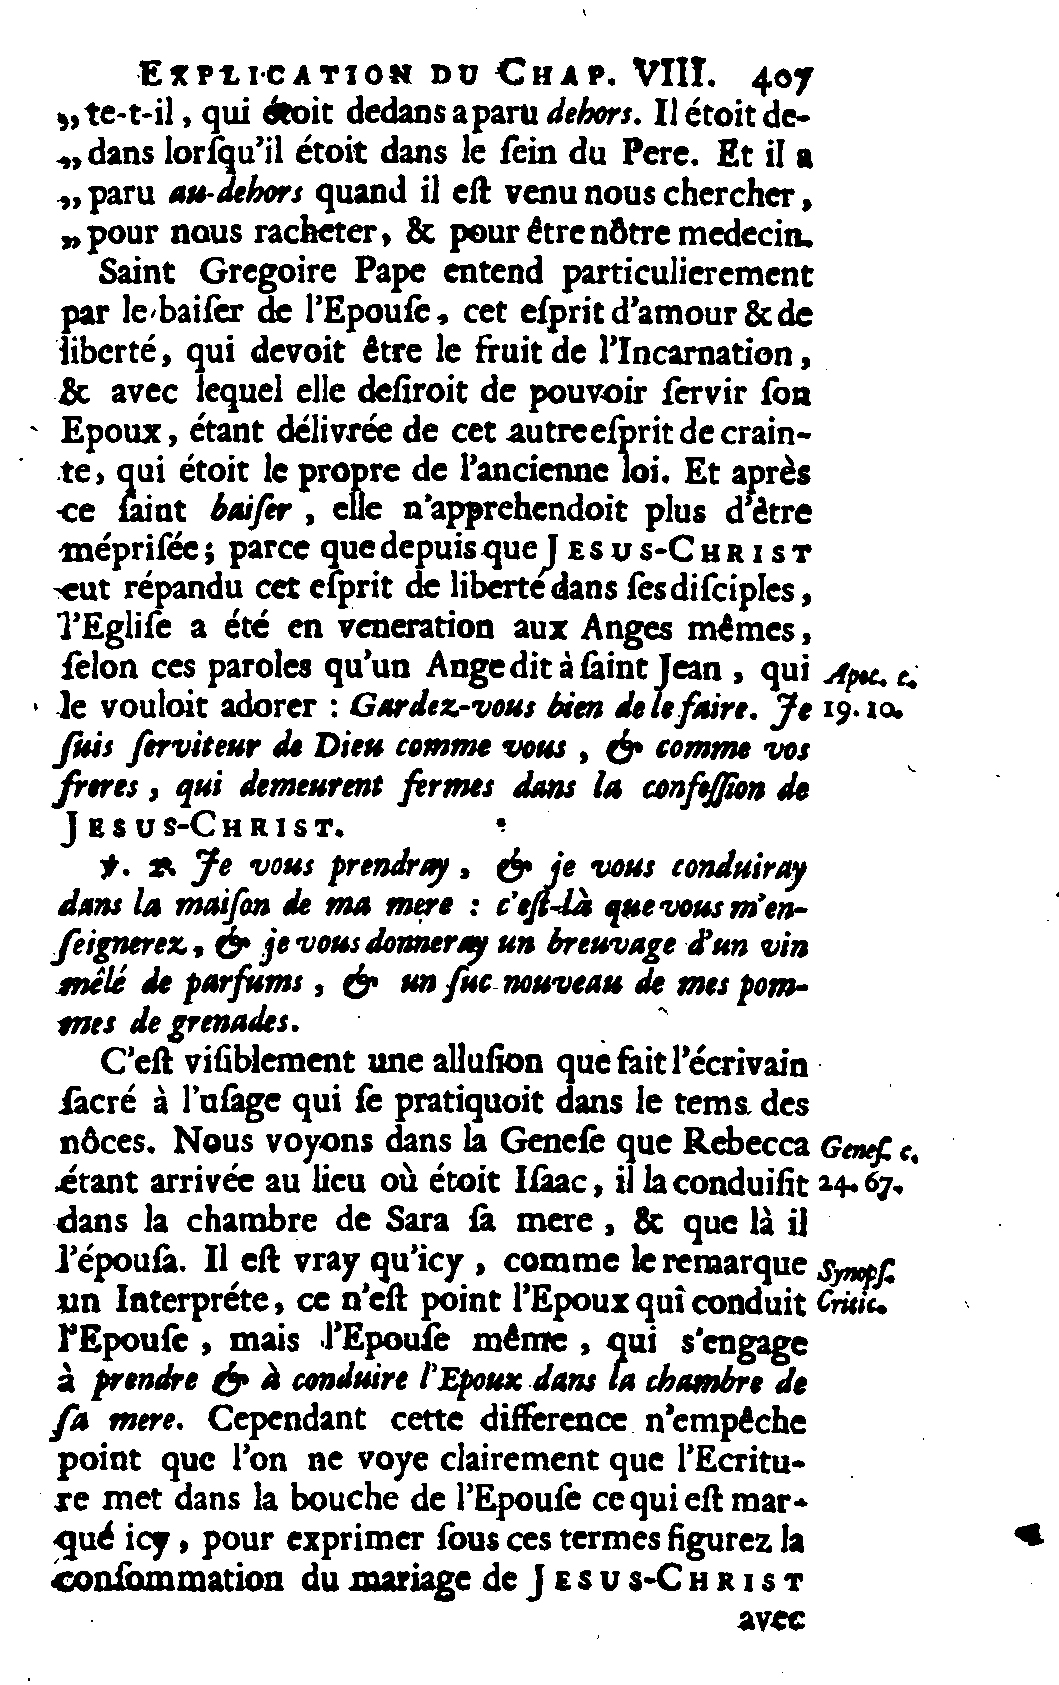 EXPLICATION DU CHAP. VIII. 407
„ te-t-il, qui étoit dedans a paru dehors. Il étoit de-
„ dans lorſqu'il étoit dans le ſein du Pere. Et il a
„ paru au-dehors quand il eſt venu nous chercher,
„ pour nous racheter, & pour être nôtre medecin.
Saint Gregoire Pape entend particulierement
par le baiſer de l'Epouſe, cet eſprit d'amour & de
liberté, qui devoit être le fruit de l'Incarnation,
& avec lequel elle deſiroit de pouvoir ſervir ſon
Epoux, étant délivrée de cet autre eſprit de crain-
te, qui étoit le propre de l'ancienne loi. Et après
ce ſaint baiſer, elle n'apprehendoit plus d'être
mépriſée; parce que depuis que JESUS-CHRIST
eut répandu cet eſprit de liberté dans ſes diſciples,
l'Egliſe a été en veneration aux Anges mêmes,
ſelon ces paroles qu'un Ange dit à ſaint Jean, qui Apoc. c.
le vouloit adorer : Gardez-vous bien de le faire. Je 19. 10.
ſuis ſerviteur de Dieu comme vous, & comme vos
freres, qui demeurent fermes dans la confeſſion de
JESUS-CHRIST.
℣. 2. Je vous prendray, & je vous conduiray
dans la maiſon de ma mere : c'eſt-là que vous m'en-
ſeignerez, & je vous donneray un breuvage d'un vin
mêlé de parfums, & un ſuc nouveau de mes pom-
mes de grenades.
C'eſt viſiblement une alluſion que fait l'écrivain
ſacré à l'uſage qui ſe pratiquoit dans le tems des
nôces. Nous voyons dans la Geneſe que Rebecca Geneſ. c.
étant arrivée au lieu où étoit Iſaac, il la conduiſit 24. 67.
dans la chambre de Sara ſa mere, & que là il
l'épouſa. Il eſt vray qu'icy, comme le remarque Synopſ.
un Interpréte, ce n'eſt point l'Epoux qui conduit Critic.
l'Epouſe, mais l'Epouſe même, qui s'engage
à prendre & à conduire l'Epoux dans la chambre de
ſa mere. Cependant cette difference n'empêche
point que l'on ne voye clairement que l'Ecritu-
re met dans la bouche de l'Epouſe ce qui eſt mar-
qué icy, pour exprimer ſous ces termes figurez la
conſommation du mariage de JESUS-CHRIST
avec